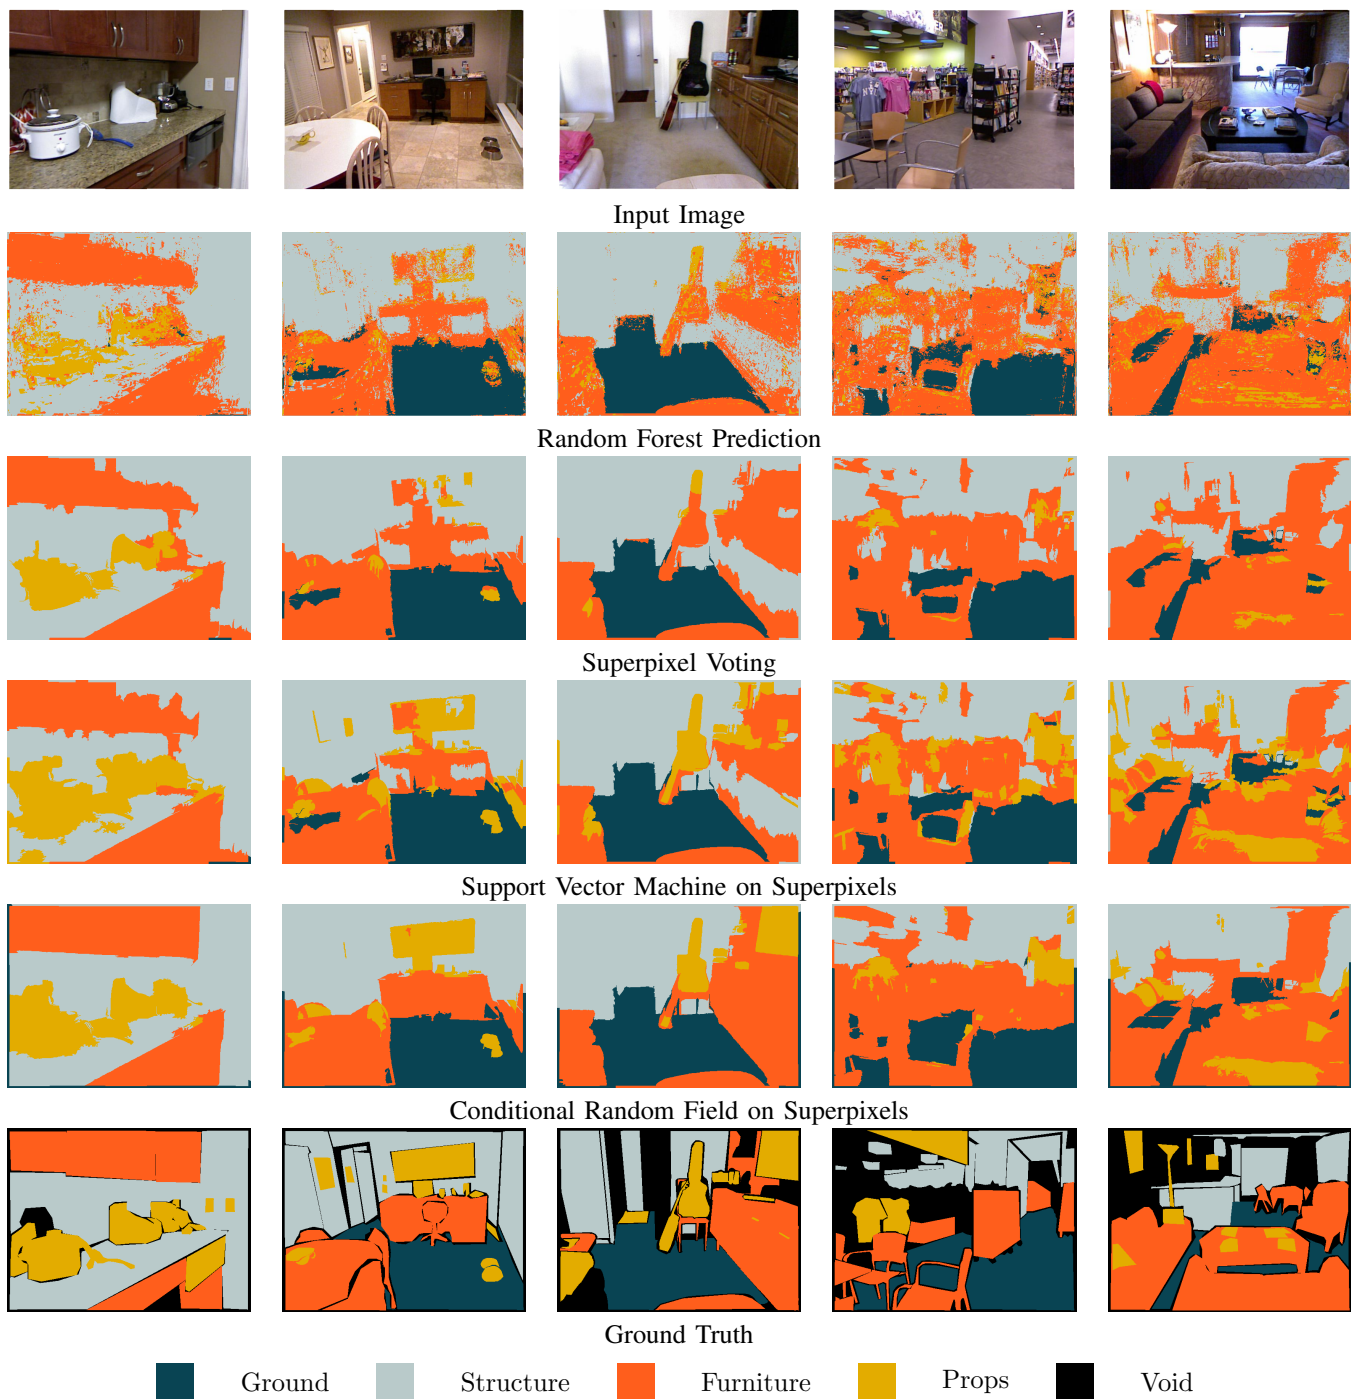 Input Image
Random Forest Prediction
Superpixel Voting
Support Vector Machine on Superpixels
Conditional Random Field on Superpixels
Ground Truth
Ground Structure Furniture Props Void